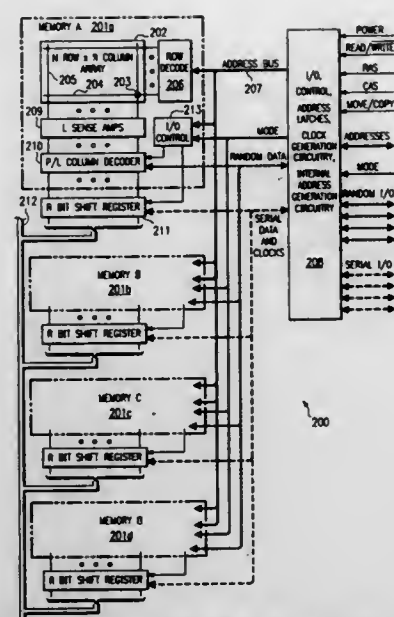 MEMORY A 201a
202
N ROW x N COLUMN
ARRAY
205
204
203
ROW
DECODE
206
ADDRESS BUS
207
209
L SENSE AMPS
213
I/O
CONTROL
MODE
210
P/L COLUMN DECODER
RANDOM DATA
212
R BIT SHIFT REGISTER
211
SERIAL
DATA
AND
CLOCKS
MEMORY B
201b
R BIT SHIFT REGISTER
MEMORY C
201c
R BIT SHIFT REGISTER
MEMORY D
201d
R BIT SHIFT REGISTER
I/O,
CONTROL,
ADDRESS
LATCHES,
CLOCK
GENERATION
CIRCUITRY,
INTERNAL
ADDRESS
GENERATION
CIRCUITRY
208
POWER
READ/WRITE
RAS
CAS
MOVE/COPY
ADDRESSES
MODE
RANDOM I/O
SERIAL I/O
200